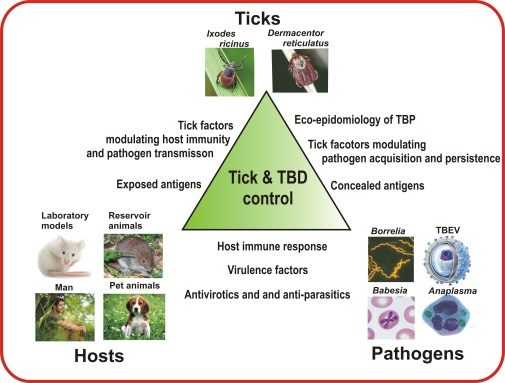 Ticks
Ixodes
ricinus
Dermacentor
reticulatus
Tick factors
modulating host immunity
and pathogen transmisson
Exposed antigens
Eco-epidomiology of TBP
Tick facotors modulating
pathogen acquisition and persistence
Concealed antigens
Tick & TBD
control
Host immune response
Virulence factors
Antivirotics and and anti-parasitics
Laboratory
models
Reservoir
animals
Man
Pet animals
Hosts
Borrelia
TBEV
Babesia
Anaplasma
Pathogens